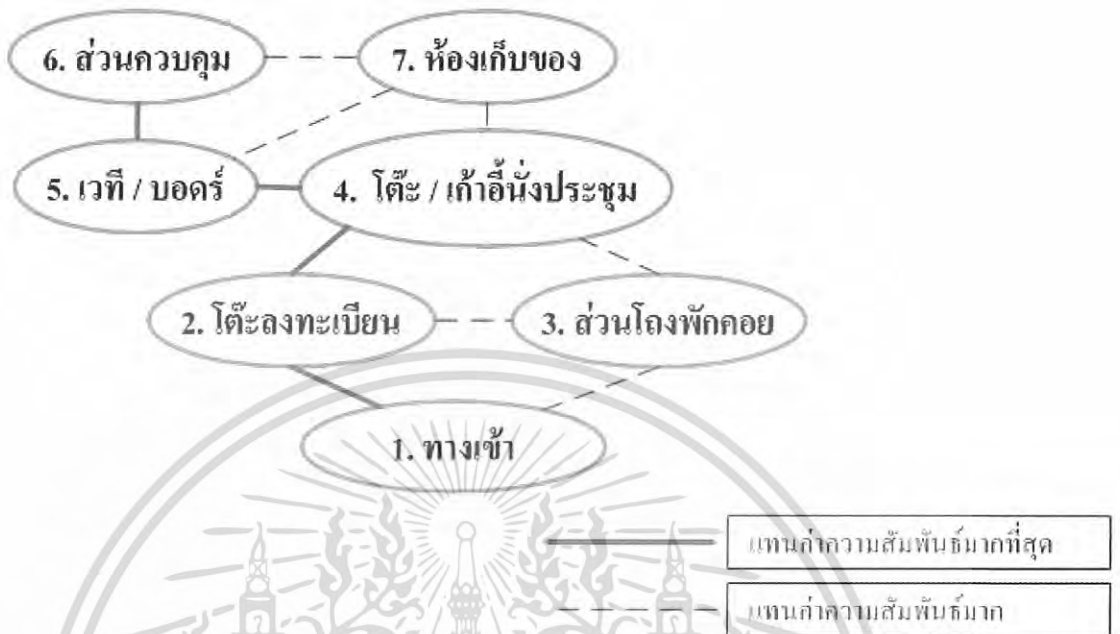 6. ส่วนควบคุม
7. ห้องเก็บของ
5. เวที / บอดร์
4. โต๊ะ / เก้าอี้นั่งประชุม
2. โต๊ะลงทะเบียน
3. ส่วนโถงพักคอย
1. ทางเข้า
แทนค่าความสัมพันธ์มากที่สุด
แทนค่าความสัมพันธ์มาก